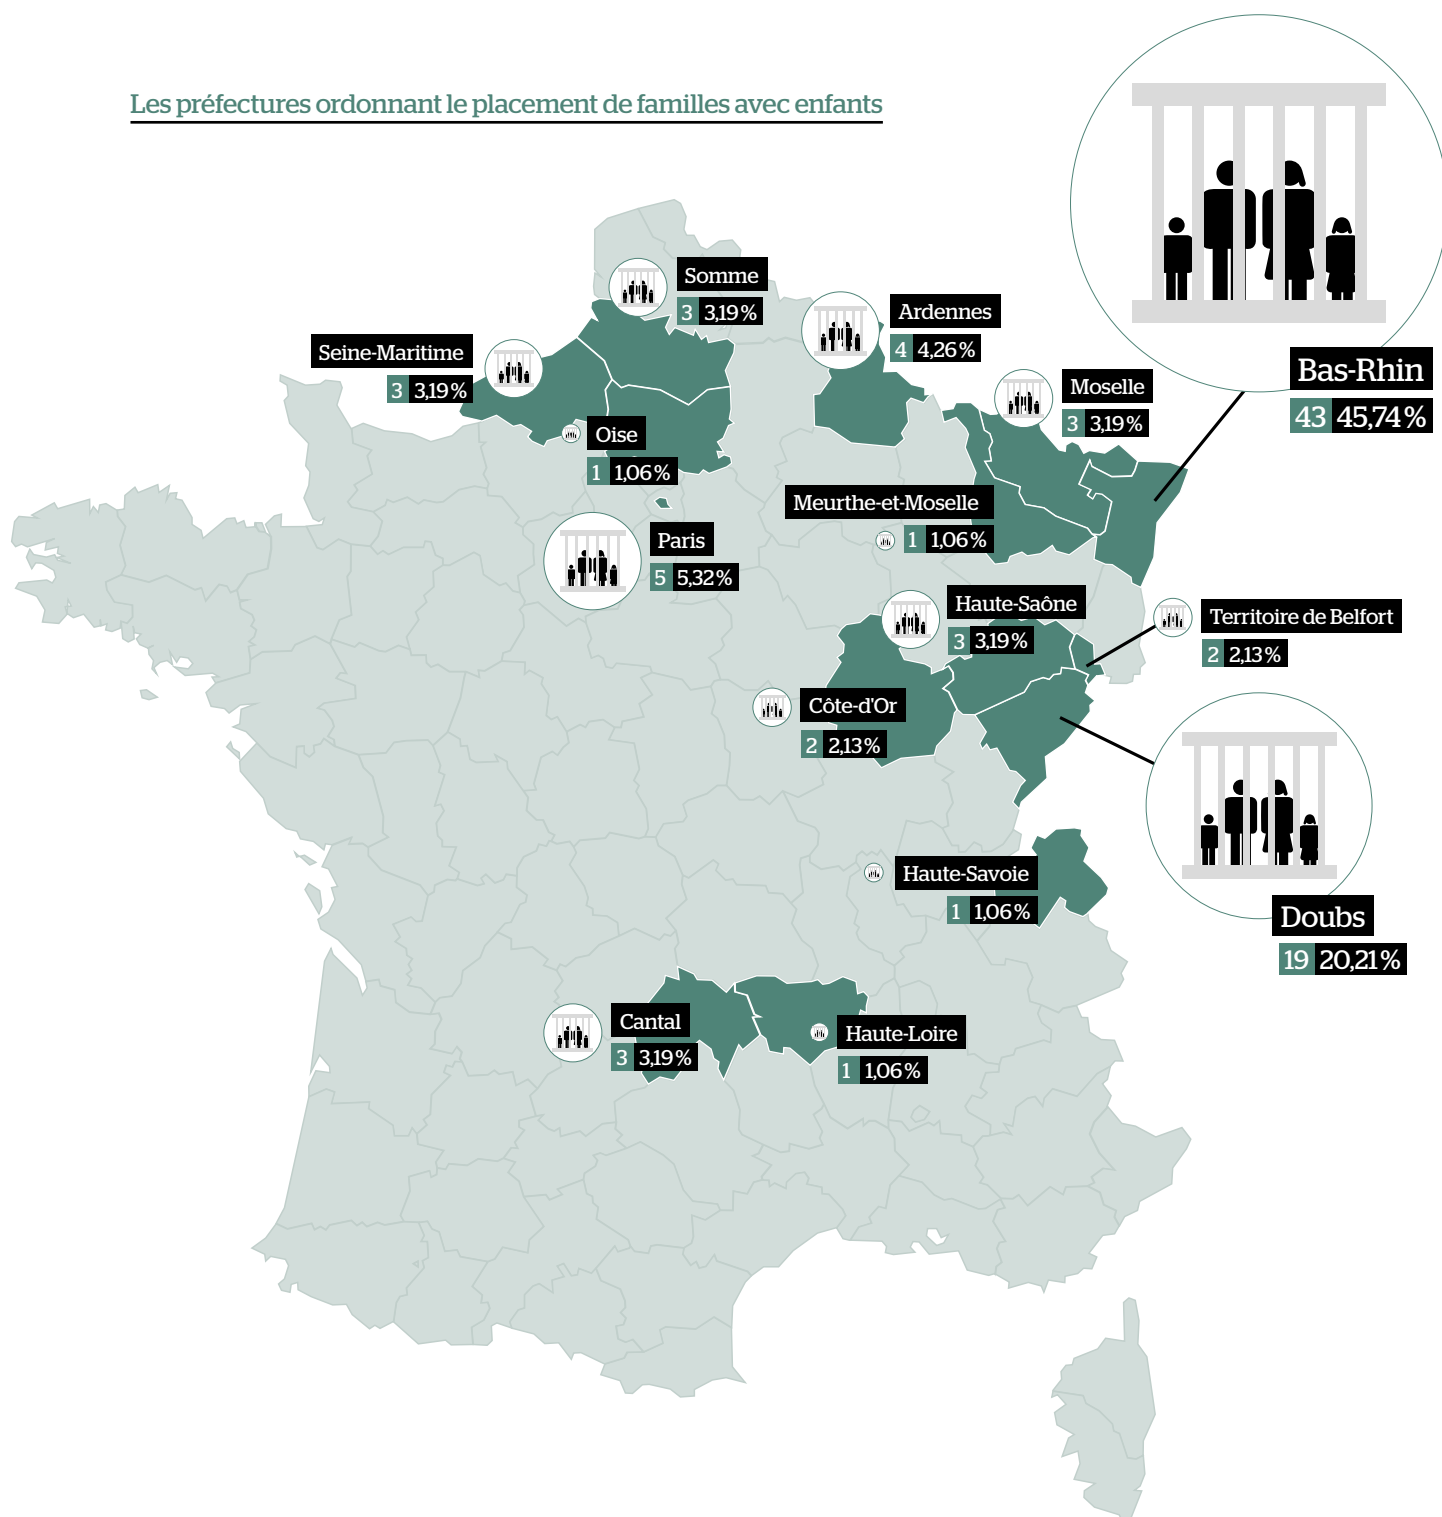 Les préfectures ordonnant le placement de familles avec enfants
Somme
3 3,19%
Ardennes
4 4,26%
Seine-Maritime
3 3,19%
Bas-Rhin
43 45,74%
Moselle
3 3,19%
Oise
1 1,06%
Meurthe-et-Moselle
1 1,06%
Paris
5 5,32%
Haute-Saône
3 3,19%
Territoire de Belfort
2 2,13%
Côte-d'Or
2 2,13%
Haute-Savoie
1 1,06%
Doubs
19 20,21%
Cantal
3 3,19%
Haute-Loire
1 1,06%